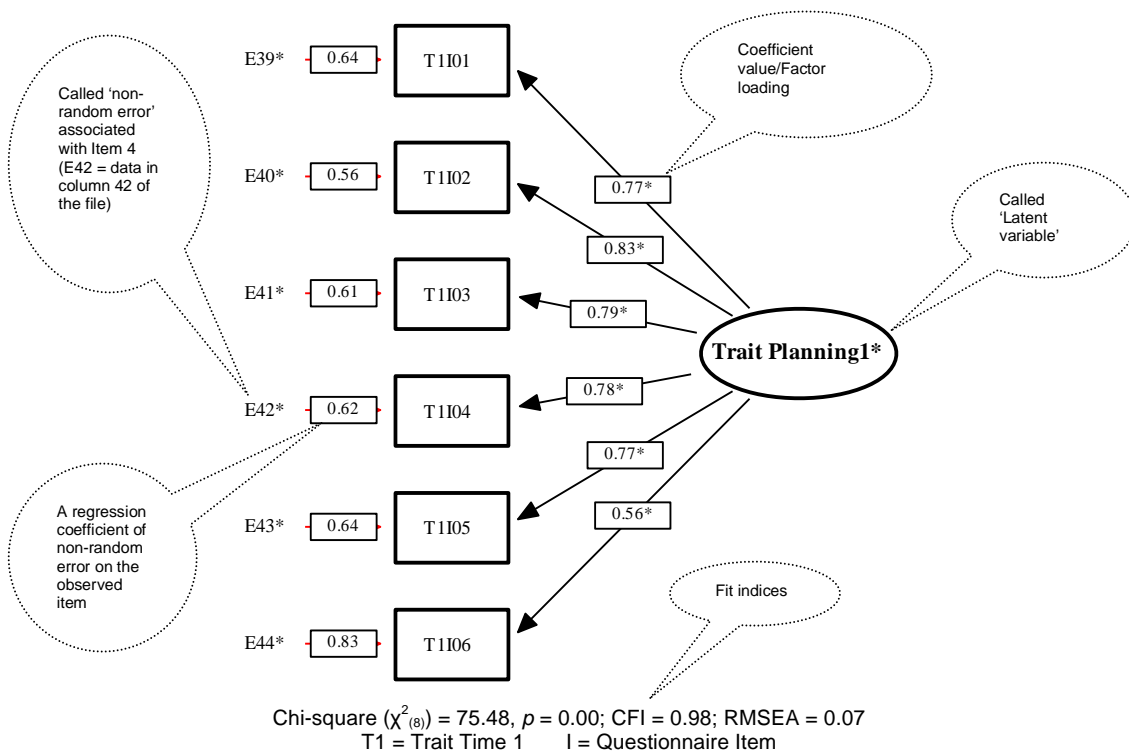 E39*
0.64
T1I01
Coefficient
value/Factor
loading
Called ‘non-
random error’
associated
with Item 4
(E42 = data in
column 42 of
the file)
E40*
0.56
T1I02
0.77*
0.83*
Called
‘Latent
variable’
E41*
0.61
T1I03
0.79*
Trait Planning1*
E42*
0.62
T1I04
0.78*
0.77*
A regression
coefficient of
non-random
error on the
observed
item
E43*
0.64
T1I05
0.56*
Fit indices
E44*
0.83
T1I06
Chi-square (χ²₍₈₎) = 75.48, p = 0.00; CFI = 0.98; RMSEA = 0.07
T1 = Trait Time 1 I = Questionnaire Item